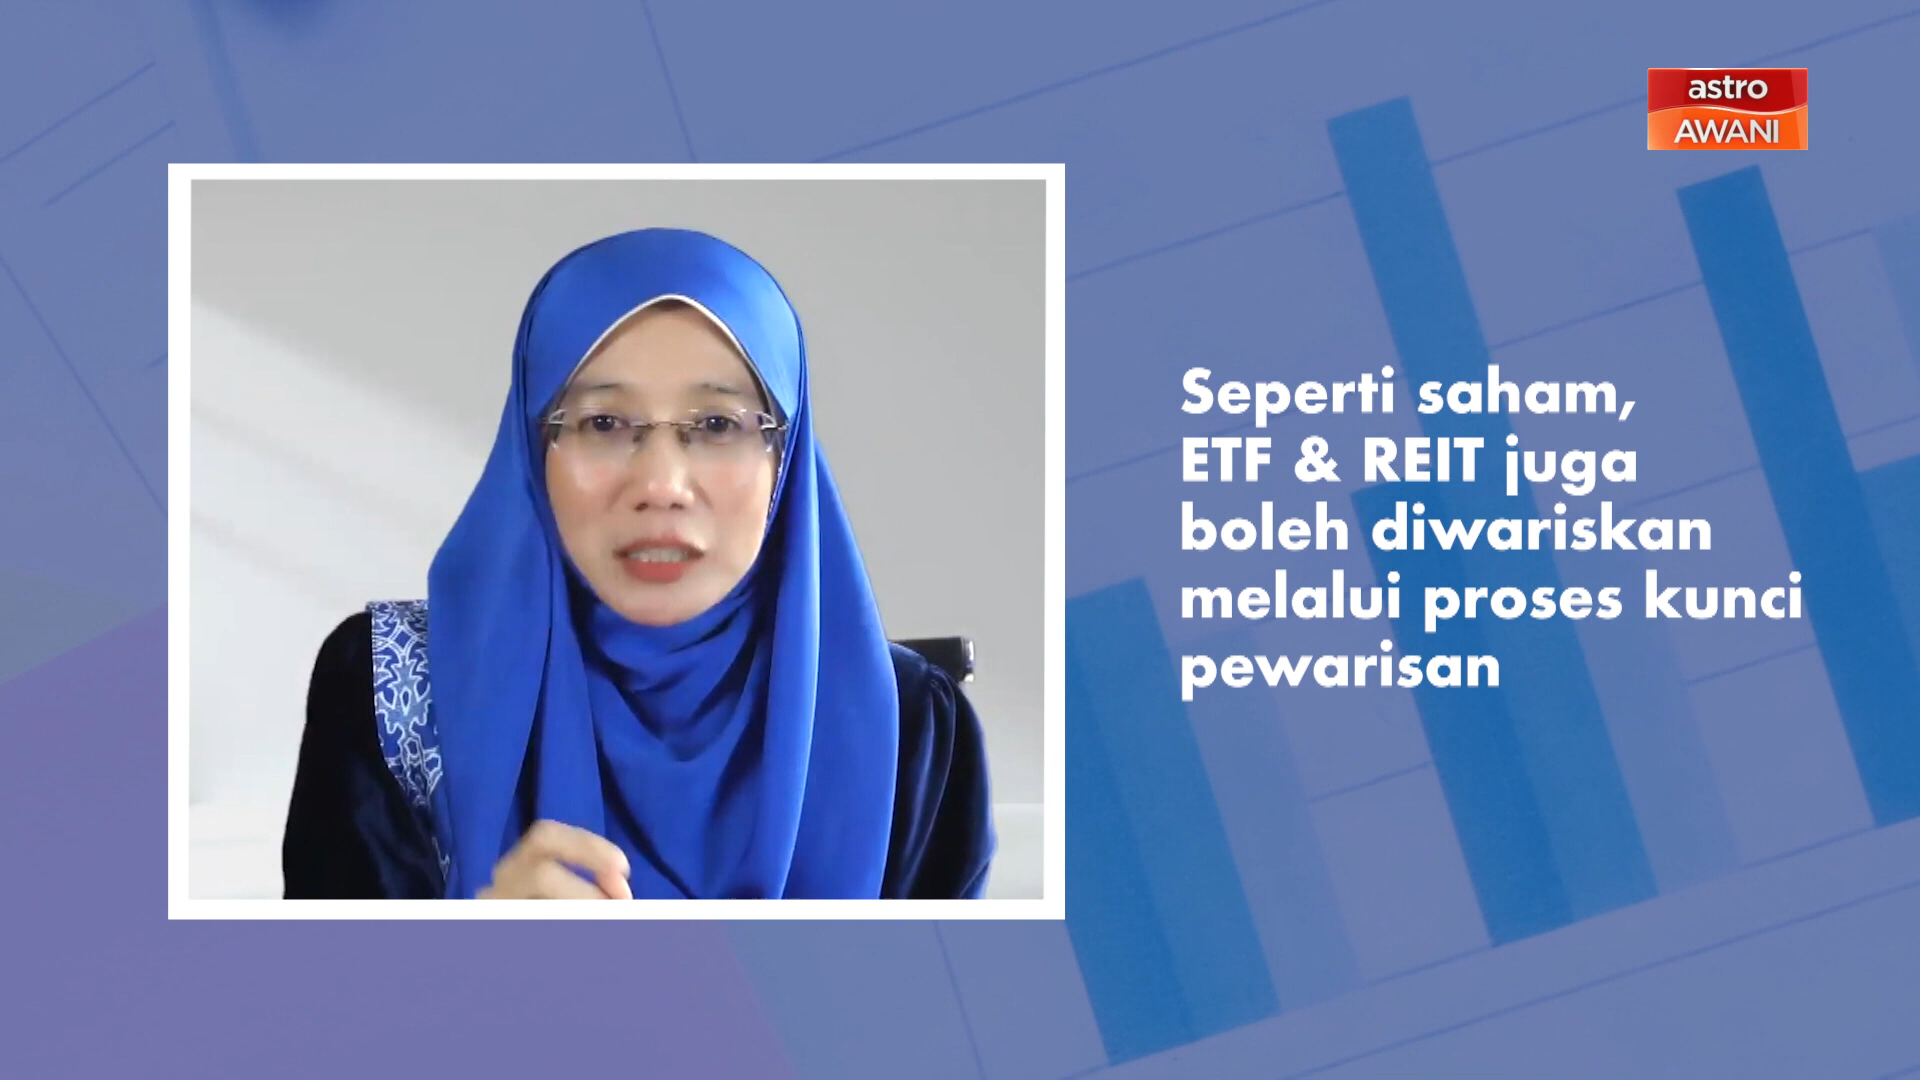 astro
AWANI
Seperti saham,
ETF & REIT juga
boleh diwariskan
melalui proses kunci
pewarisan